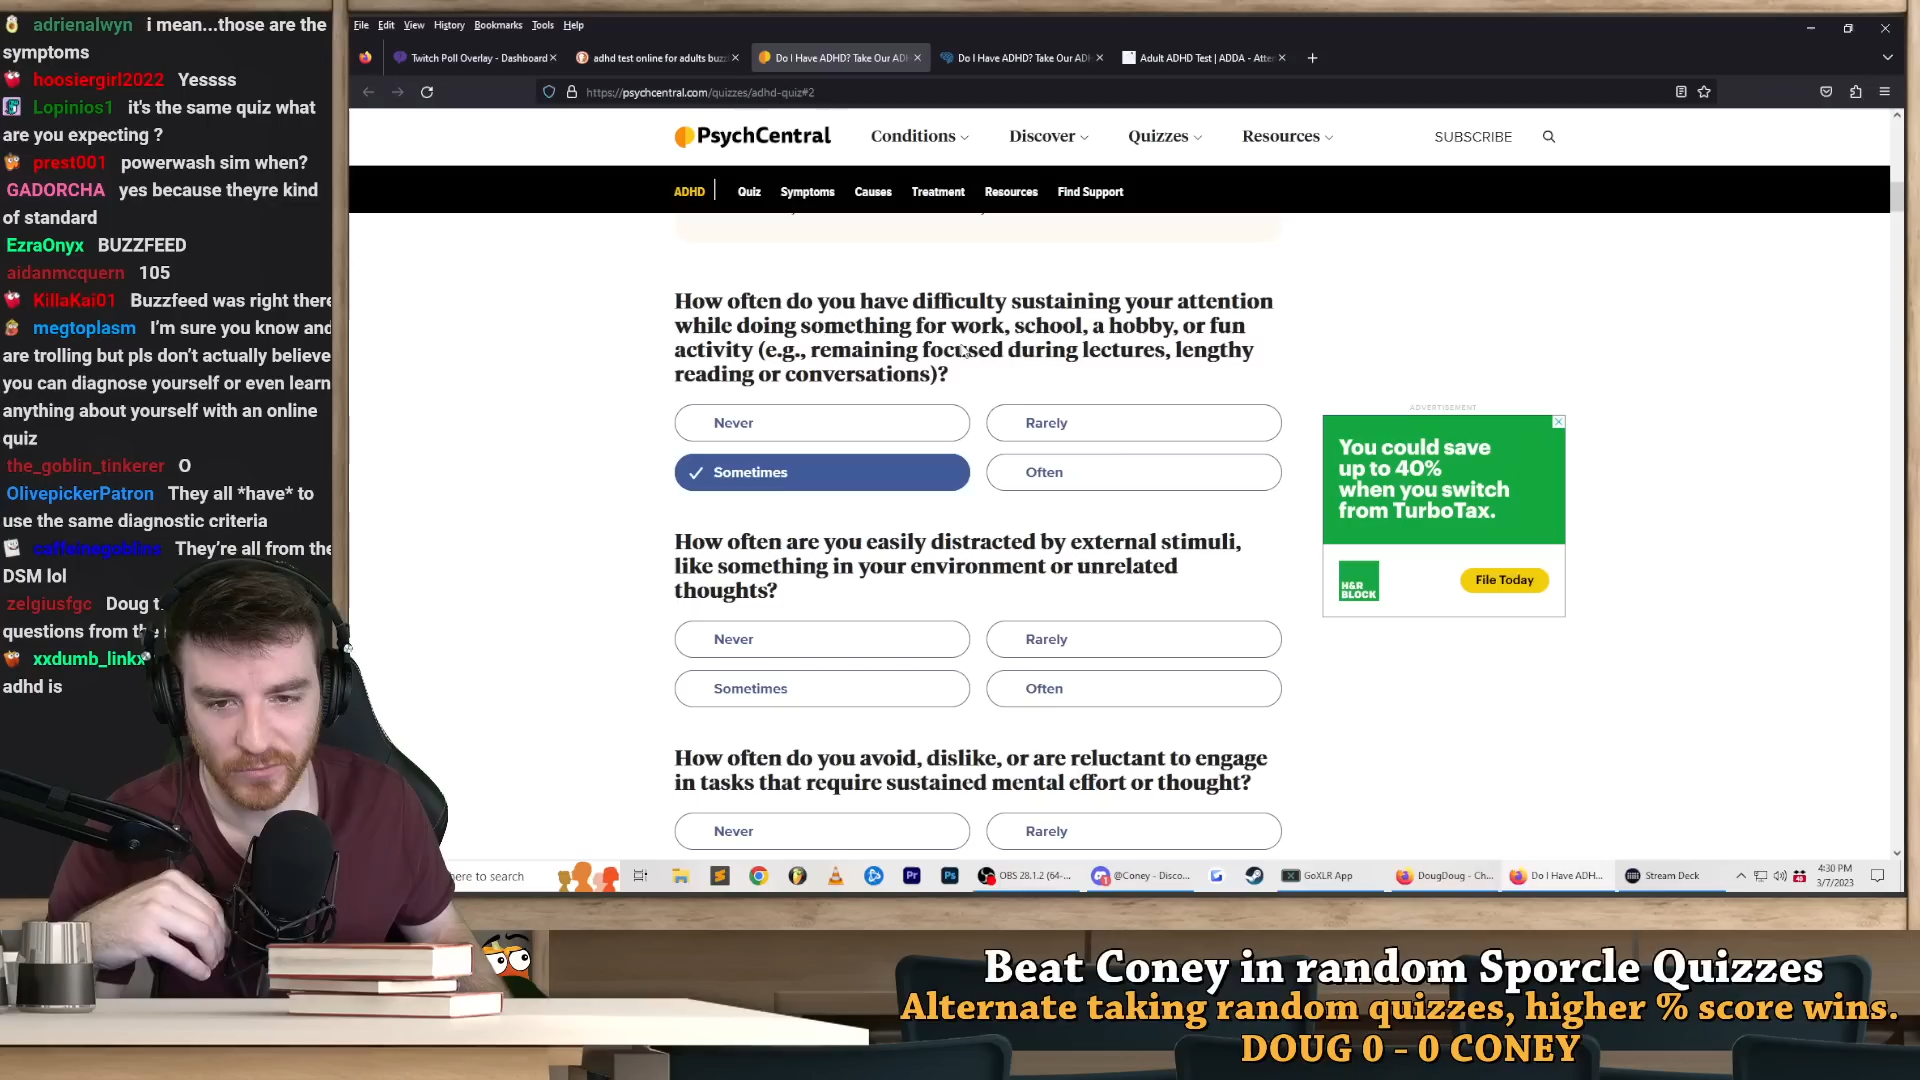 adrienalwyn i mean...those are the
symptoms
hoosiergirl2022 Yessss
Lopinios1 it's the same quiz what
are you expecting ?
prest001 powerwash sim when?
GADORCHA yes because theyre kind
of standard
EzraOnyx BUZZFEED
aidanmcquern 105
KillaKai01 Buzzfeed was right there
megtoplasm I'm sure you know and
are trolling but pls don't actually believe
you can diagnose yourself or even learn
anything about yourself with an online
quiz
the_goblin_tinkerer O
OlivepickerPatron They all *have* to
use the same diagnostic criteria
caffeinegoblins They're all from the
DSM lol
zelgiusfgc Doug t
questions from th
xxdumb_linkx
adhd is
File Edit View History Bookmarks Tools Help
Twitch Poll Overlay - Dashboard
adhd test online for adults buz
Do I Have ADHD? Take Our AD
Do I Have ADHD? Take Our ADH
Adult ADHD Test | ADDA - Atte
https://psychcentral.com/quizzes/adhd-quiz#2
PsychCentral Conditions Discover Quizzes Resources SUBSCRIBE
ADHD | Quiz Symptoms Causes Treatment Resources Find Support
How often do you have difficulty sustaining your attention
while doing something for work, school, a hobby, or fun
activity (e.g., remaining focused during lectures, lengthy
reading or conversations)?
Never Rarely
Sometimes Often
How often are you easily distracted by external stimuli,
like something in your environment or unrelated
thoughts?
Never Rarely
Sometimes Often
How often do you avoid, dislike, or are reluctant to engage
in tasks that require sustained mental effort or thought?
Never Rarely
ADVERTISEMENT
You could save
up to 40%
when you switch
from TurboTax.
H&R
BLOCK
File Today
here to search
Pr
Ps
OBS 28.1.2 (64-...
@Coney - Disco...
GoXLR App
DougDoug - Ch...
Do I Have ADH...
Stream Deck
4:30 PM
3/7/2023
Beat Coney in random Sporcle Quizzes
Alternate taking random quizzes, higher % score wins.
DOUG 0 - 0 CONEY